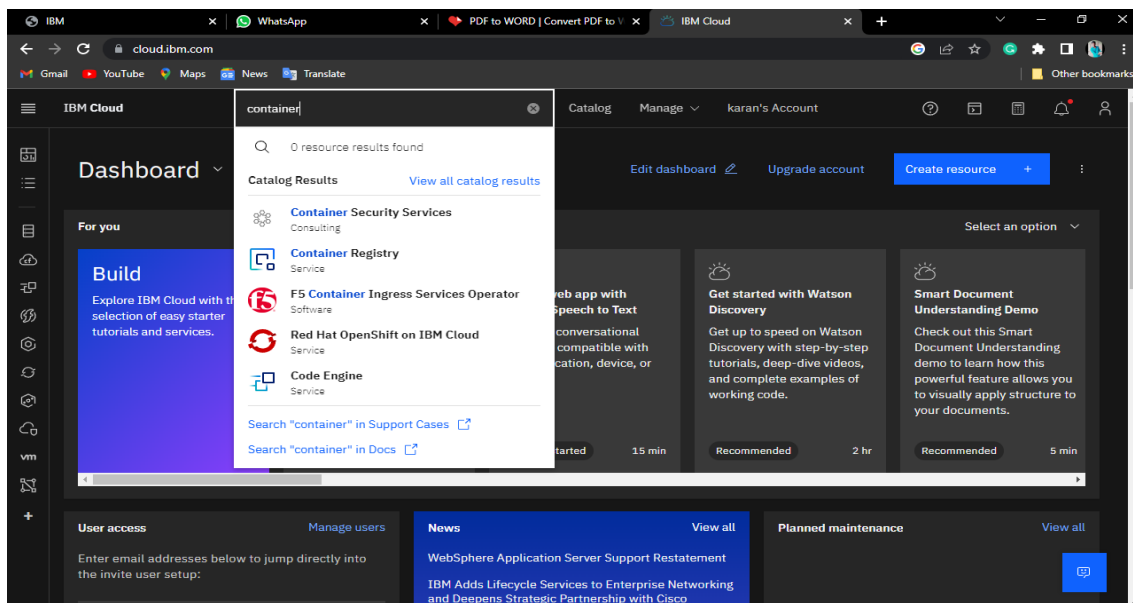 IBM
WhatsApp
PDF to WORD | Convert PDF to W
IBM Cloud
cloud.ibm.com
Gmail
YouTube
Maps
News
Translate
Other bookmarks
IBM Cloud
container
Catalog
Manage
karan's Account
Dashboard
Edit dashboard
Upgrade account
Create resource +
0 resource results found
Catalog Results
View all catalog results
Container Security Services
Consulting
Container Registry
Service
F5 Container Ingress Services Operator
Software
Red Hat OpenShift on IBM Cloud
Service
Code Engine
Service
Search "container" in Support Cases
Search "container" in Docs
For you
Select an option
Build
Explore IBM Cloud with th
selection of easy starter
tutorials and services.
eb app with
Speech to Text
conversational
compatible with
cation, device, or
tarted
15 min
Get started with Watson
Discovery
Get up to speed on Watson
Discovery with step-by-step
tutorials, deep-dive videos,
and complete examples of
working code.
Recommended
2 hr
Smart Document
Understanding Demo
Check out this Smart
Document Understanding
demo to learn how this
powerful feature allows you
to visually apply structure to
your documents.
Recommended
5 min
vm
User access
Manage users
Enter email addresses below to jump directly into
the invite user setup:
News
View all
WebSphere Application Server Support Restatement
IBM Adds Lifecycle Services to Enterprise Networking
and Deepens Strategic Partnership with Cisco
Planned maintenance
View all